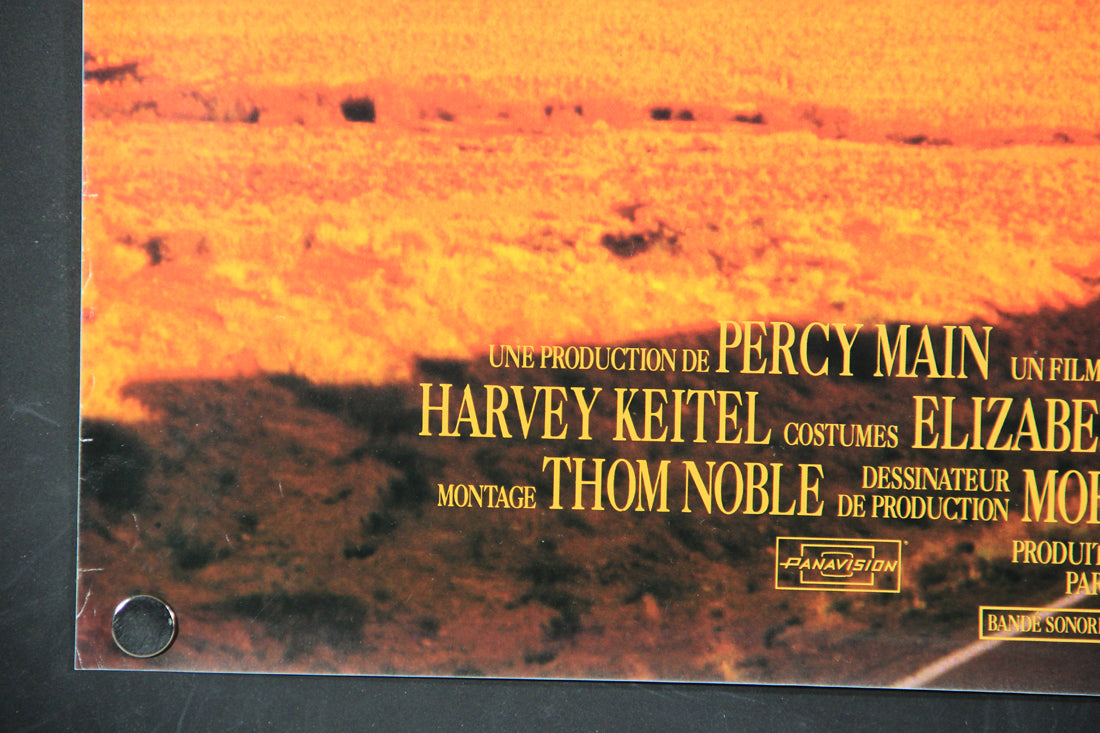 UNE PRODUCTION DE PERCY MAIN UN FILM
HARVEY KEITEL COSTUMES ELIZABE
MONTAGE THOM NOBLE DESSINATEUR DE PRODUCTION MOR
PANAVISION
PRODUIT
PAR
BANDE SONORE